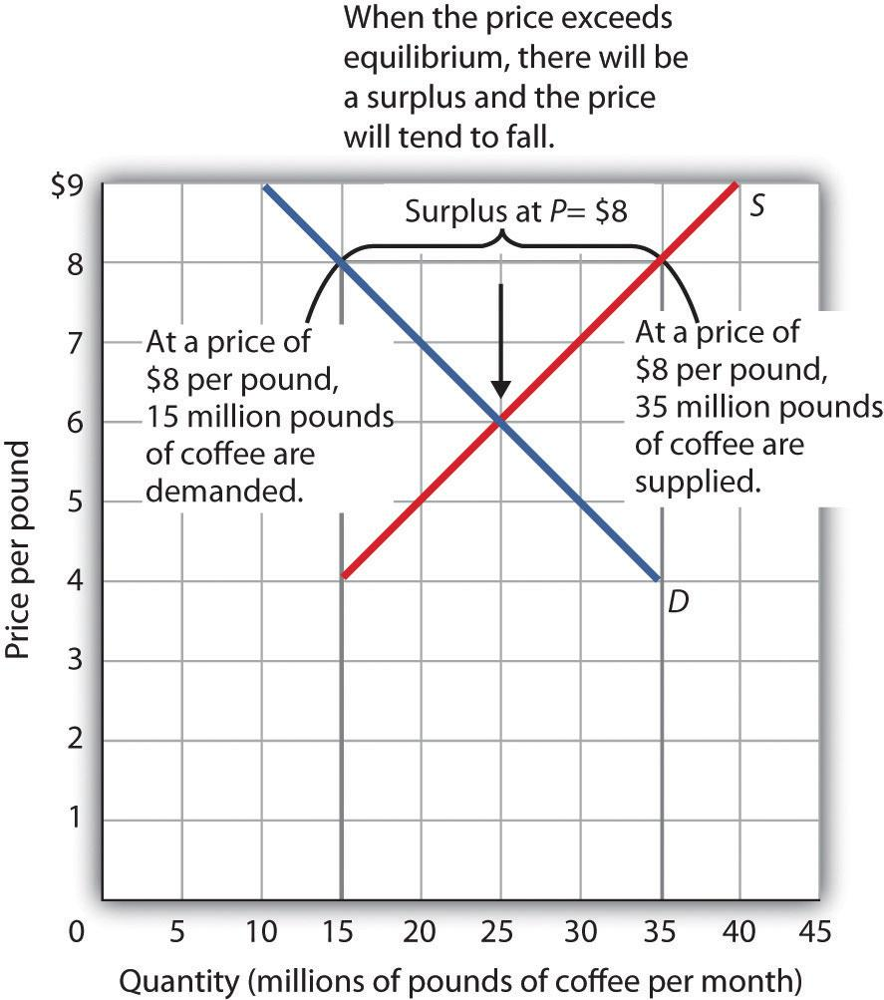 When the price exceeds
equilibrium, there will be
a surplus and the price
will tend to fall.
$9
8
7
6
5
4
3
2
1
0
Price per pound
Surplus at P= $8
S
At a price of
$8 per pound,
15 million pounds
of coffee are
demanded.
At a price of
$8 per pound,
35 million pounds
of coffee are
supplied.
D
5 10 15 20 25 30 35 40 45
Quantity (millions of pounds of coffee per month)